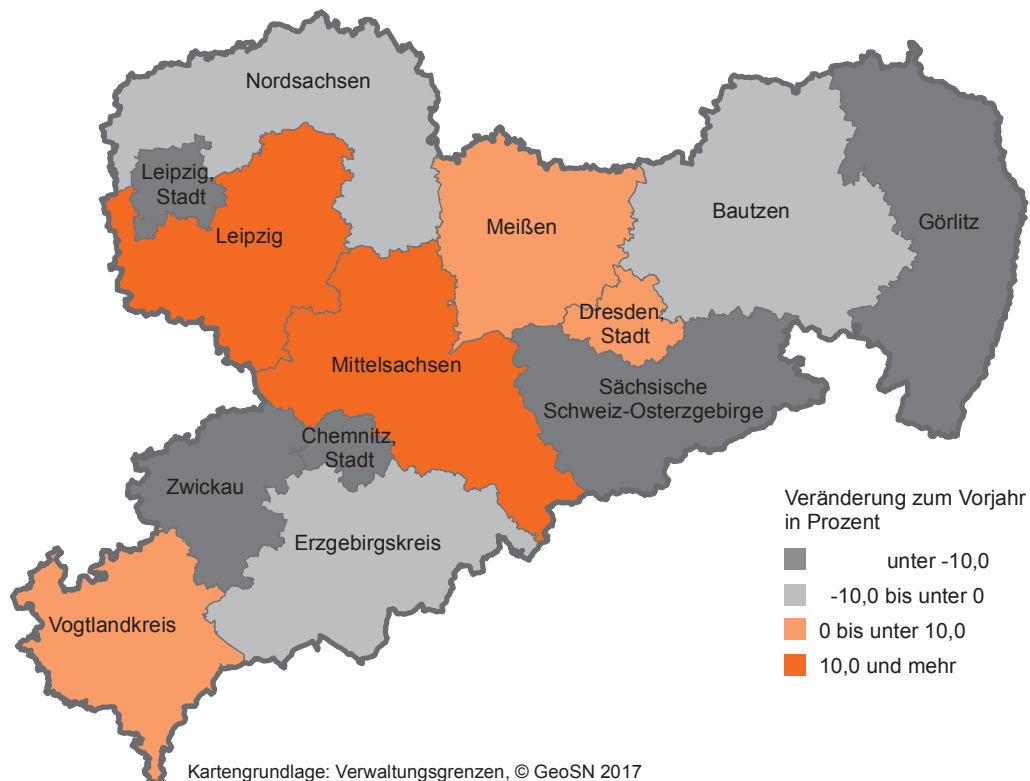 Nordsachsen
Leipzig,
Stadt
Leipzig
Meißen
Bautzen
Görlitz
Dresden,
Stadt
Mittelsachsen
Sächsische
Schweiz-Osterzgebirge
Chemnitz,
Stadt
Zwickau
Erzgebirgskreis
Vogtlandkreis
Veränderung zum Vorjahr
in Prozent
unter -10,0
-10,0 bis unter 0
0 bis unter 10,0
10,0 und mehr
Kartengrundlage: Verwaltungsgrenzen, © GeoSN 2017